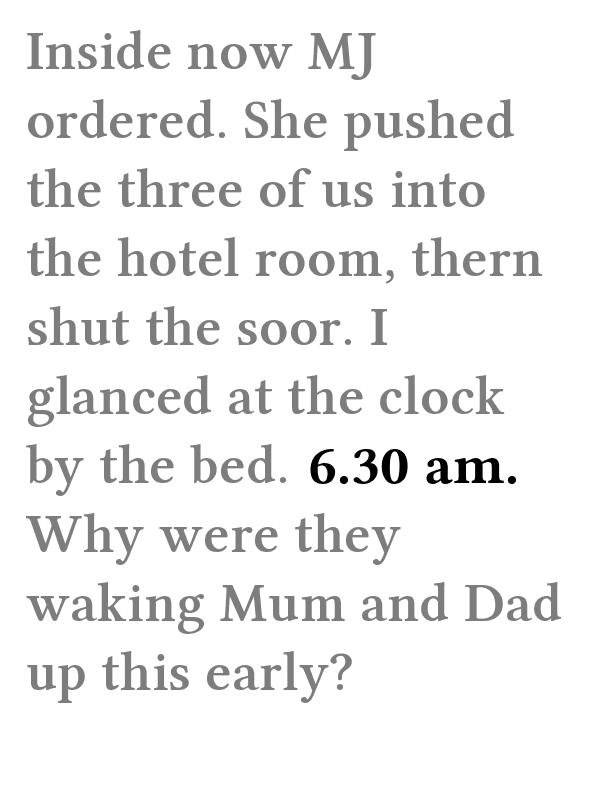 Inside now MJ
ordered. She pushed
the three of us into
the hotel room, thern
shut the soor. I
glanced at the clock
by the bed. 6.30 am.
Why were they
waking Mum and Dad
up this early?